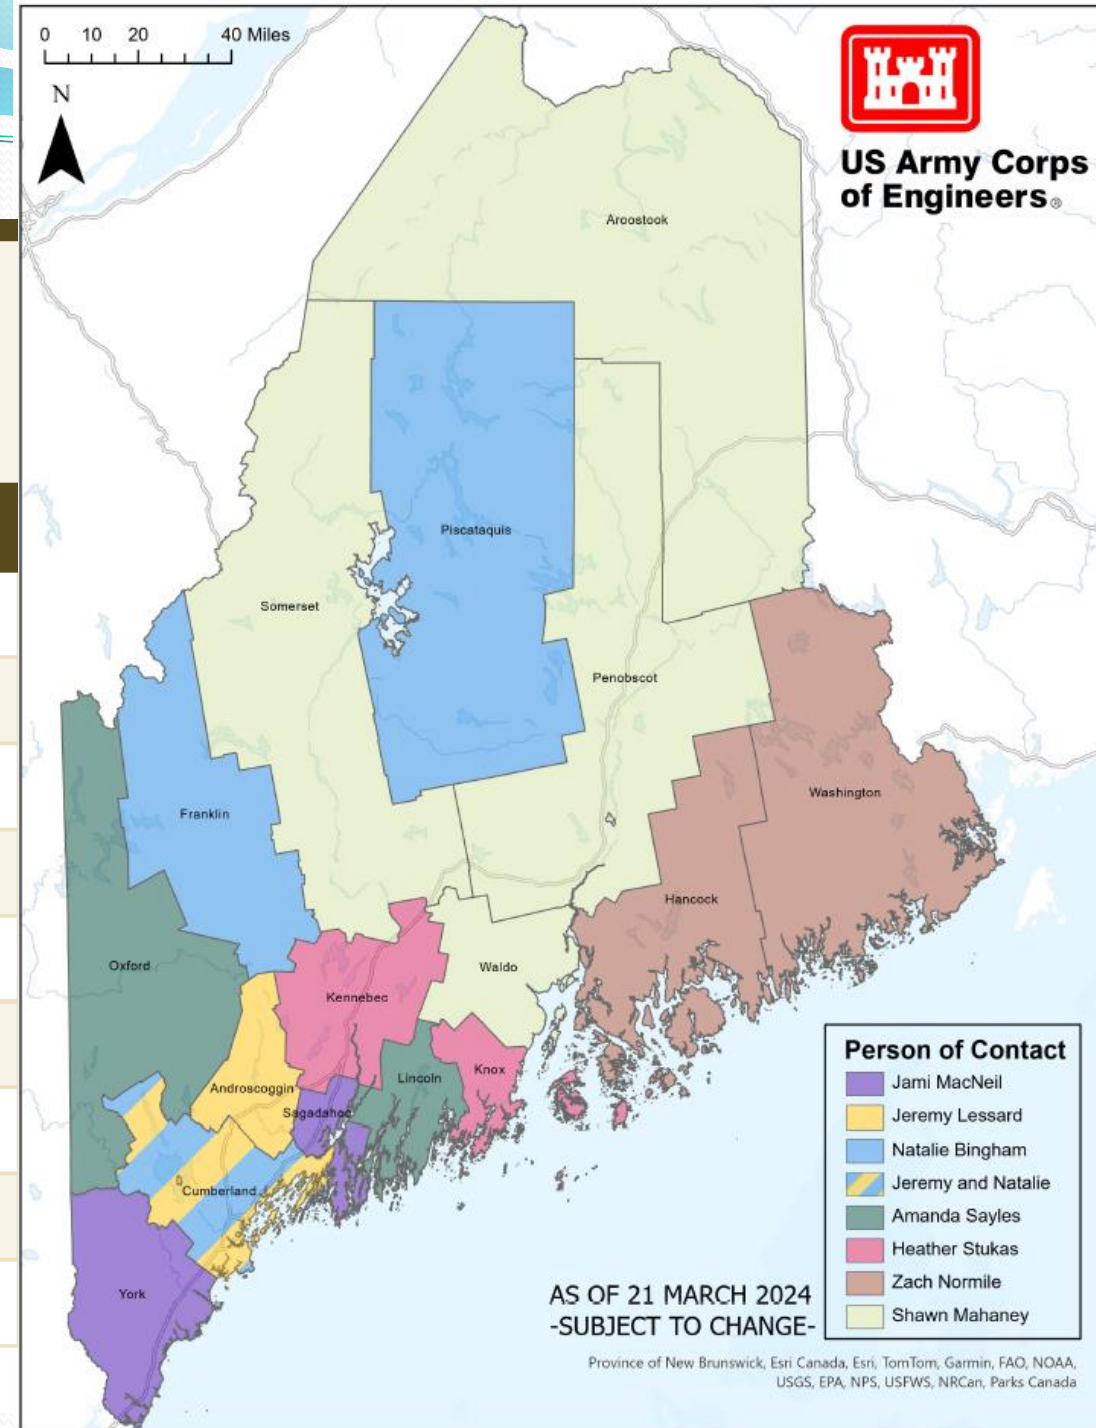 0 10 20 40 Miles
N
US Army Corps
of Engineers®
Aroostook
Piscataquis
Somerset
Penobscot
Washington
Franklin
Hancock
Oxford
Waldo
Kennebec
Knox
Lincoln
Androscoggin
Sagadahoc
Cumberland
York
Person of Contact
Jami MacNeil
Jeremy Lessard
Natalie Bingham
Jeremy and Natalie
Amanda Sayles
Heather Stukas
Zach Normile
Shawn Mahaney
AS OF 21 MARCH 2024
-SUBJECT TO CHANGE-
Province of New Brunswick, Esri Canada, Esri, TomTom, Garmin, FAO, NOAA,
USGS, EPA, NPS, USFWS, NRCan, Parks Canada